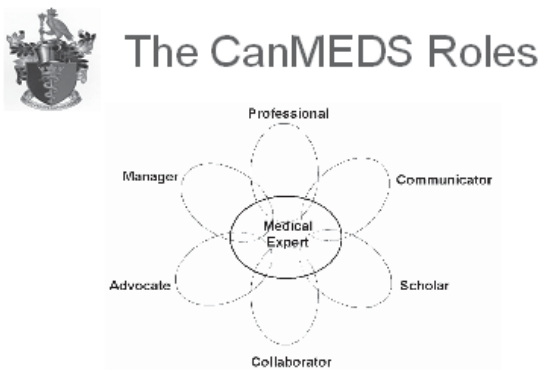 The CanMEDS Roles
Professional
Manager
Communicator
Medical
Expert
Advocate
Scholar
Collaborator